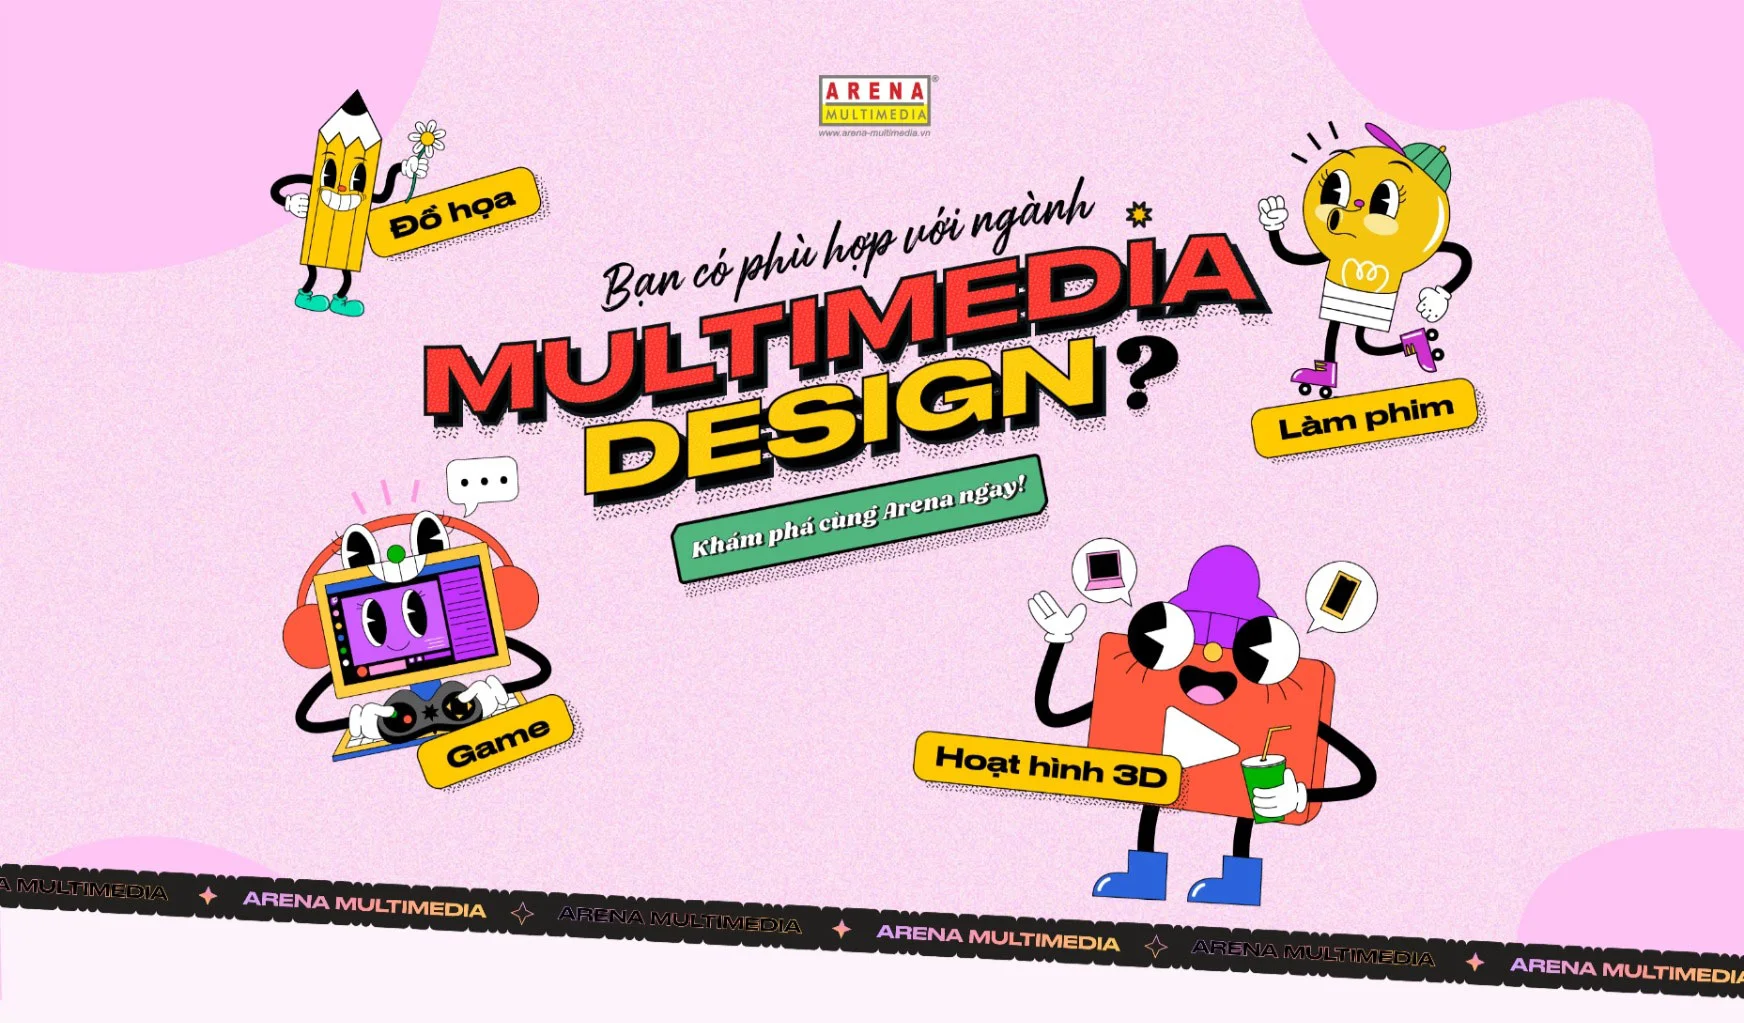 ARENA®
MULTIMEDIA
www.arena-multimedia.vn
Đồ họa
Bạn có phù hợp với ngành
MULTIMEDIA
DESIGN?
Khám phá cùng Arena ngay!
Làm phim
Game
Hoạt hình 3D
A MULTIMEDIA ARENA MULTIMEDIA ARENA MULTIMEDIA ARENA MULTIMEDIA ARENA MULTIMEDIA ARENA MULTIMEDIA